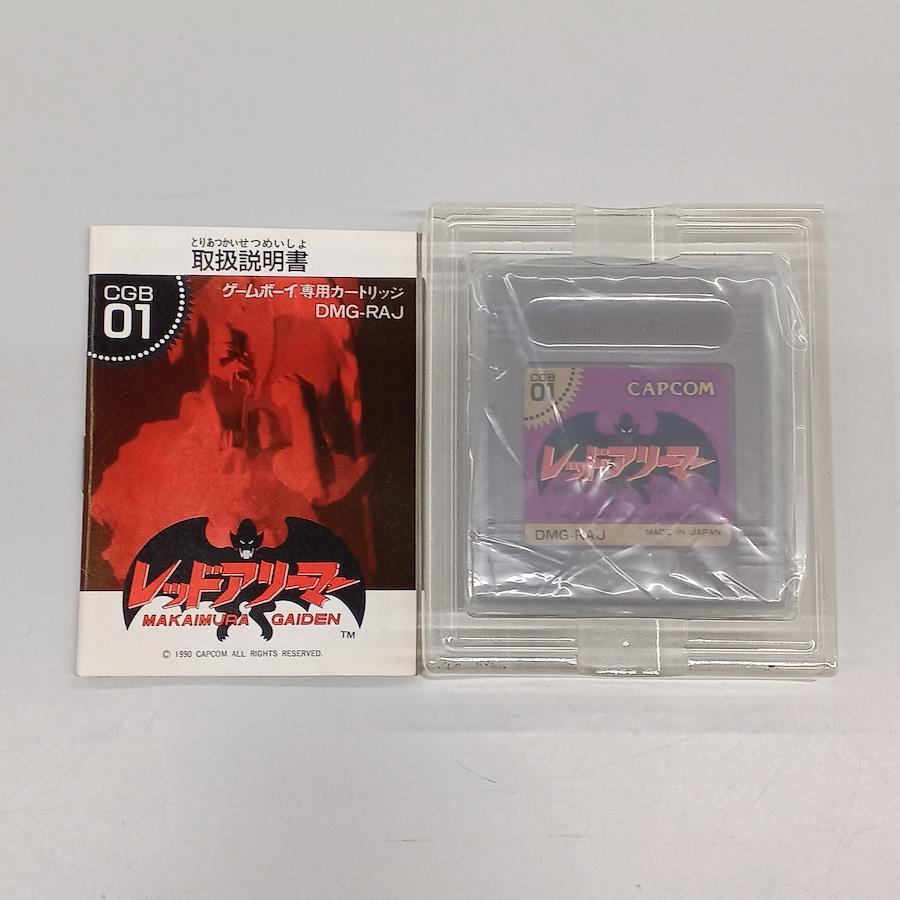 とりあつかいせつめいしょ
取扱説明書
CGB
01
ゲームボーイ専用カートリッジ
DMG-RAJ
レッドアリーマー
MAKAIMURA GAIDEN
TM
© 1990 CAPCOM ALL RIGHTS RESERVED.
CGB
01
CAPCOM
レッドアリーマー
DMG-RAJ
MADE IN JAPAN